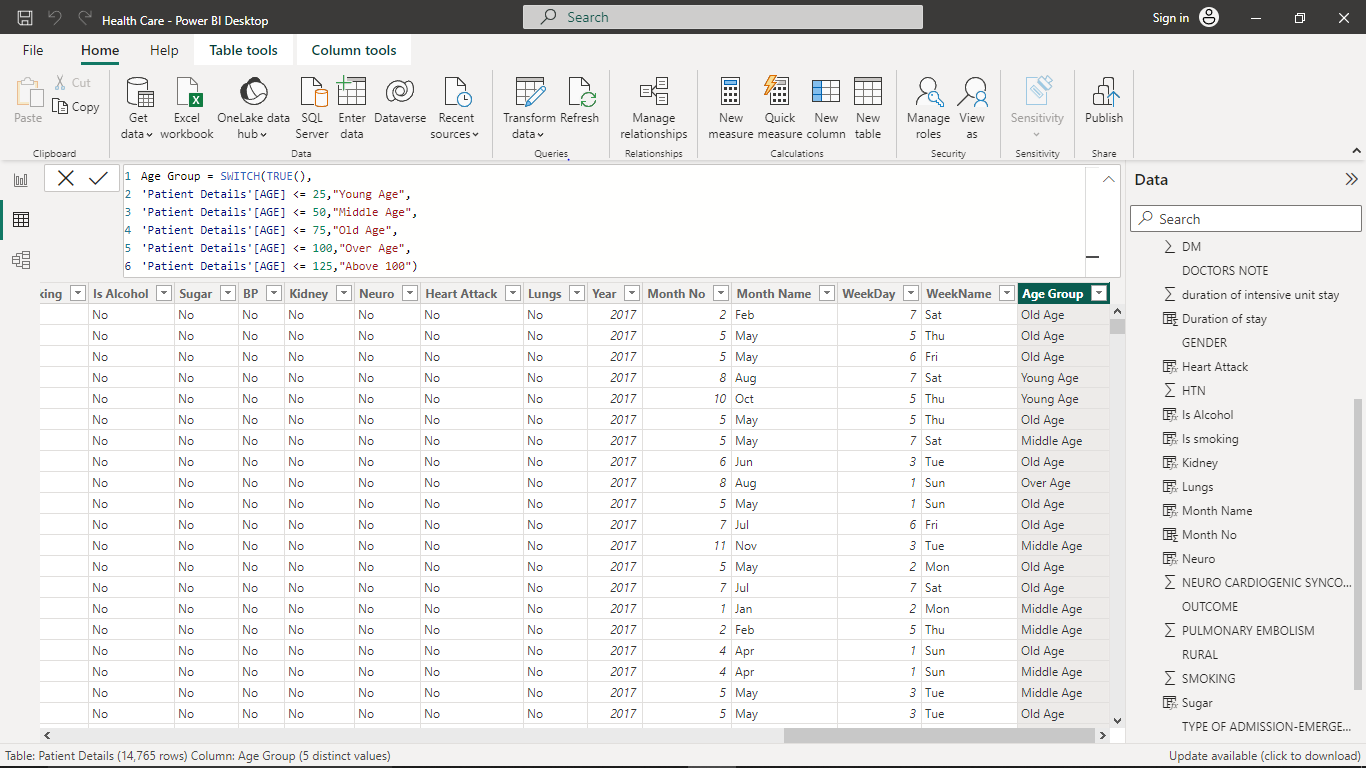 Health Care - Power BI Desktop
Search
Sign in
File Home Help Table tools Column tools
Paste
Cut
Copy
Get data
Excel workbook
OneLake data hub
SQL Server
Enter data
Dataverse
Recent sources
Transform data
Refresh
Manage relationships
New measure
Quick measure
New column
New table
Manage roles
View as
Sensitivity
Publish
Clipboard Data Queries Relationships Calculations Security Sensitivity Share
1 Age Group = SWITCH(TRUE(),
2 'Patient Details'[AGE] <= 25,"Young Age",
3 'Patient Details'[AGE] <= 50,"Middle Age",
4 'Patient Details'[AGE] <= 75,"Old Age",
5 'Patient Details'[AGE] <= 100,"Over Age",
6 'Patient Details'[AGE] <= 125,"Above 100")
king Is Alcohol Sugar BP Kidney Neuro Heart Attack Lungs Year Month No Month Name WeekDay WeekName Age Group
No No No No No No No 2017 2 Feb 7 Sat Old Age
No No No No No No No 2017 5 May 5 Thu Old Age
No No No No No No No 2017 5 May 6 Fri Old Age
No No No No No No No 2017 8 Aug 7 Sat Young Age
No No No No No No No 2017 10 Oct 5 Thu Young Age
No No No No No No No 2017 5 May 5 Thu Old Age
No No No No No No No 2017 5 May 7 Sat Middle Age
No No No No No No No 2017 6 Jun 3 Tue Old Age
No No No No No No No 2017 8 Aug 1 Sun Over Age
No No No No No No No 2017 5 May 1 Sun Old Age
No No No No No No No 2017 7 Jul 6 Fri Old Age
No No No No No No No 2017 11 Nov 3 Tue Middle Age
No No No No No No No 2017 5 May 2 Mon Old Age
No No No No No No No 2017 7 Jul 7 Sat Old Age
No No No No No No No 2017 1 Jan 2 Mon Middle Age
No No No No No No No 2017 2 Feb 5 Thu Middle Age
No No No No No No No 2017 4 Apr 1 Sun Old Age
No No No No No No No 2017 4 Apr 1 Sun Middle Age
No No No No No No No 2017 5 May 3 Tue Middle Age
No No No No No No No 2017 5 May 3 Tue Old Age
Data
Search
DM
DOCTORS NOTE
duration of intensive unit stay
Duration of stay
GENDER
Heart Attack
HTN
Is Alcohol
Is smoking
Kidney
Lungs
Month Name
Month No
Neuro
NEURO CARDIOGENIC SYNCO...
OUTCOME
PULMONARY EMBOLISM
RURAL
SMOKING
Sugar
TYPE OF ADMISSION-EMERGE...
Table: Patient Details (14,765 rows) Column: Age Group (5 distinct values)
Update available (click to download)